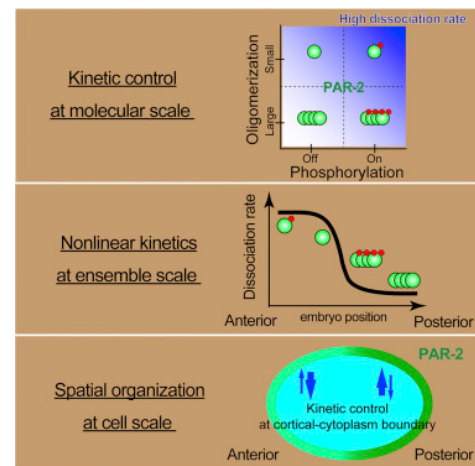 High dissociation rate
Kinetic control
at molecular scale
Oligomerization
Small
Large
PAR-2
Off
On
Phosphorylation
Nonlinear kinetics
at ensemble scale
Dissociation rate
Anterior
embryo position
Posterior
Spatial organization
at cell scale
PAR-2
Kinetic control
at cortical-cytoplasm boundary
Anterior
Posterior